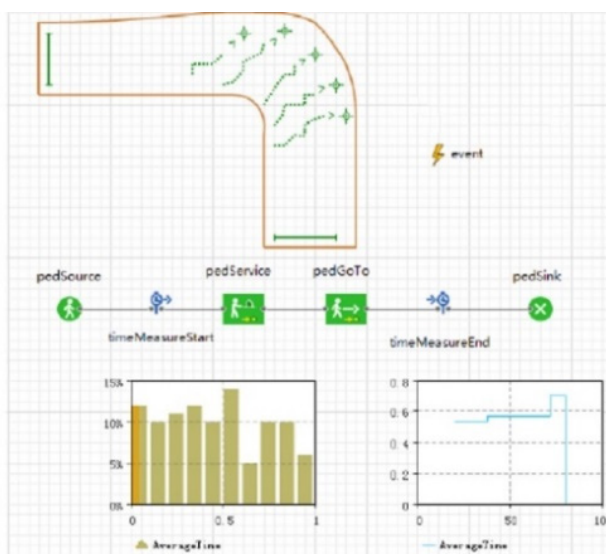 event
pedSource
pedService
pedGoTo
pedSink
timeMeasureStart
timeMeasureEnd
15%
10%
5%
0%
0
0.5
1
AverageTime
0.8
0.6
0.4
0.2
0
0
50
100
AverageTime